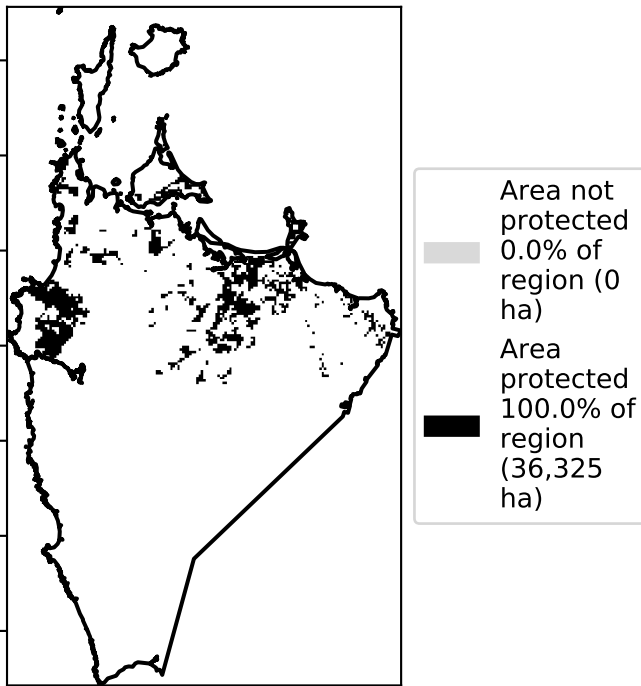 Area not
protected
0.0% of
region (0
ha)
Area
protected
100.0% of
region
(36,325
ha)